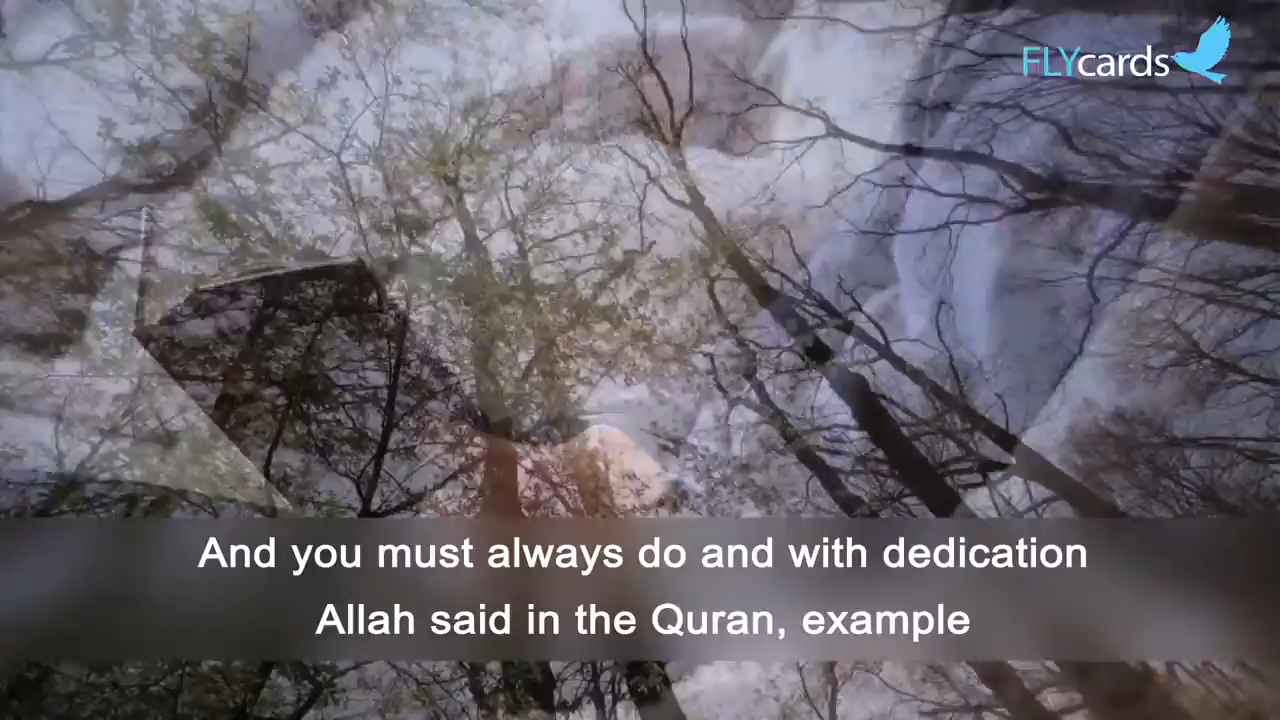 FLYcards
And you must always do and with dedication
Allah said in the Quran, example